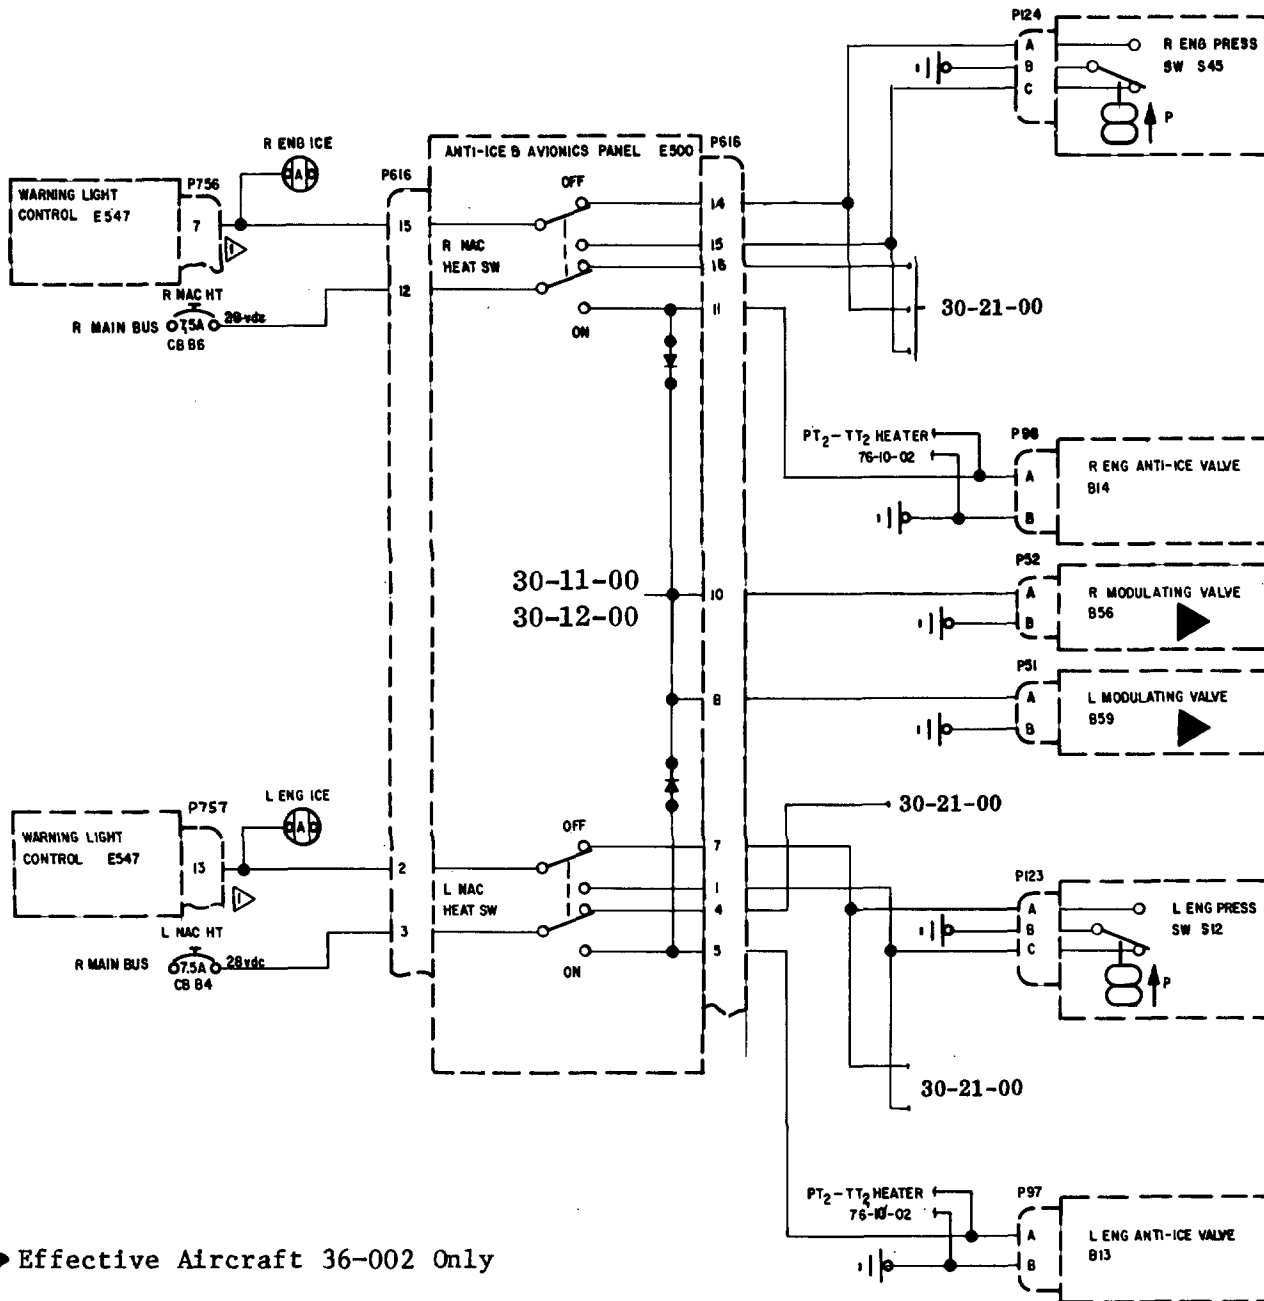 P124
A
B
C
R ENG PRESS
SW S45
P
R ENG ICE
A
ANTI-ICE B AVIONICS PANEL E500
P616
P616
WARNING LIGHT
CONTROL E547
P756
7
1
15
12
OFF
R NAC
HEAT SW
ON
14
15
16
11
30-21-00
R NAC HT
R MAIN BUS 7.5A 28 vdc
CB B6
PT2-TT2 HEATER
76-10-02
P98
A
B
R ENG ANTI-ICE VALVE
B14
30-11-00
30-12-00
10
P52
A
B
R MODULATING VALVE
B56
8
P51
A
B
L MODULATING VALVE
B59
30-21-00
L ENG ICE
A
P757
WARNING LIGHT
CONTROL E547
13
1
2
3
OFF
L NAC
HEAT SW
ON
7
1
4
5
P123
A
B
C
L ENG PRESS
SW S12
P
L NAC HT
R MAIN BUS 7.5A 28 vdc
CB B4
30-21-00
PT2-TT2 HEATER
76-10-02
P97
A
B
L ENG ANTI-ICE VALVE
B13
Effective Aircraft 36-002 Only